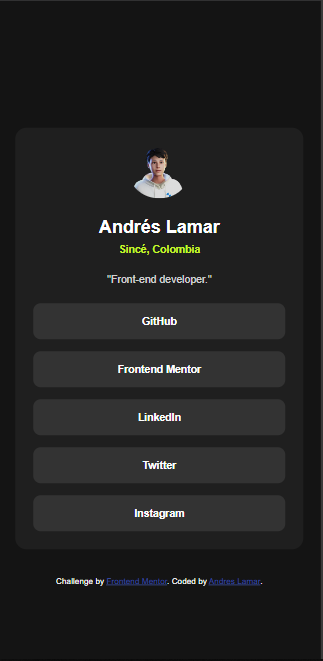 Andrés Lamar
Sincé, Colombia
"Front-end developer."
GitHub
Frontend Mentor
LinkedIn
Twitter
Instagram
Challenge by Frontend Mentor. Coded by Andres Lamar.